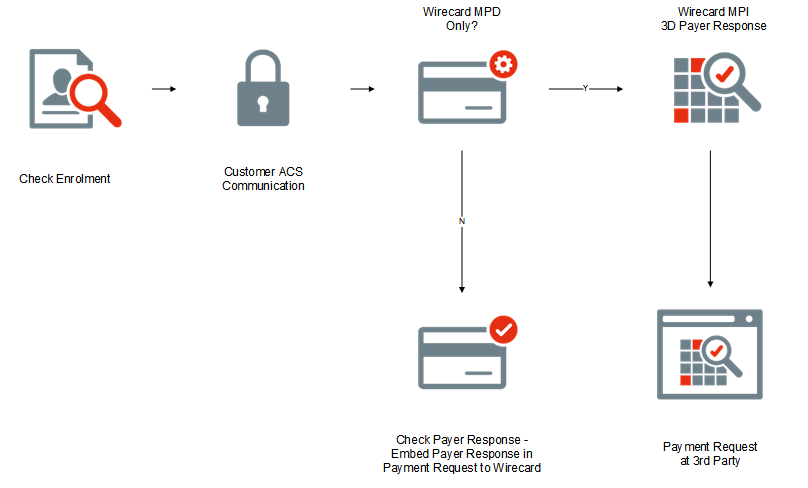 Wirecard MPD
Only?
Wirecard MPI
3D Payer Response
Y
Check Enrolment
Customer ACS
Communication
N
Check Payer Response -
Embed Payer Response in
Payment Request to Wirecard
Payment Request
at 3rd Party